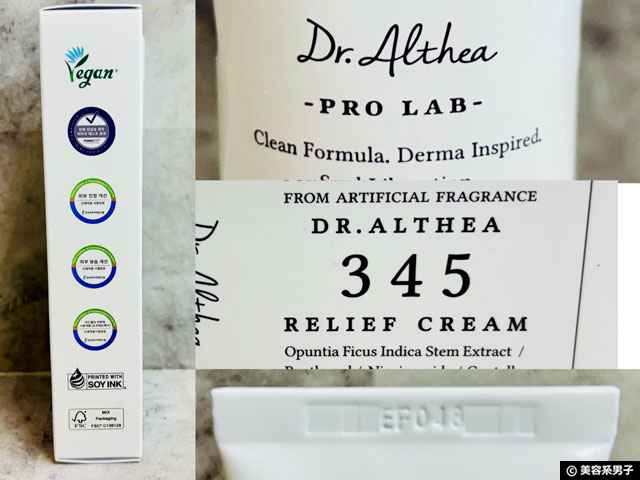 Vegan
피부 진정 개선
피부 보습 개선
PRINTED WITH
SOY INK
FSC
MIX
Packaging
FSC® C138129
Dr. Althea
-PRO LAB-
Clean Formula. Derma Inspired.
FROM ARTIFICIAL FRAGRANCE
DR.ALTHEA
345
RELIEF CREAM
Opuntia Ficus Indica Stem Extract /
Dr. Althea
EF048
© 美容系男子